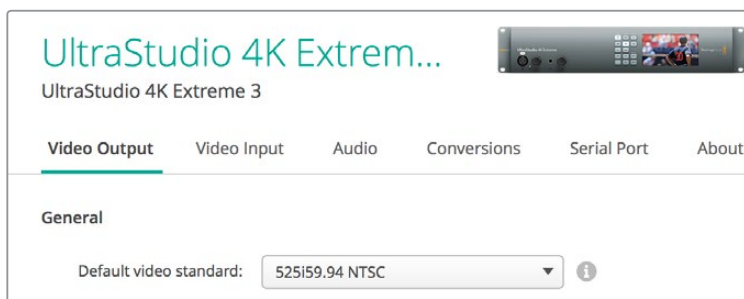 UltraStudio 4K Extrem...
UltraStudio 4K Extreme 3
Video Output Video Input Audio Conversions Serial Port About
General
Default video standard: 525i59.94 NTSC